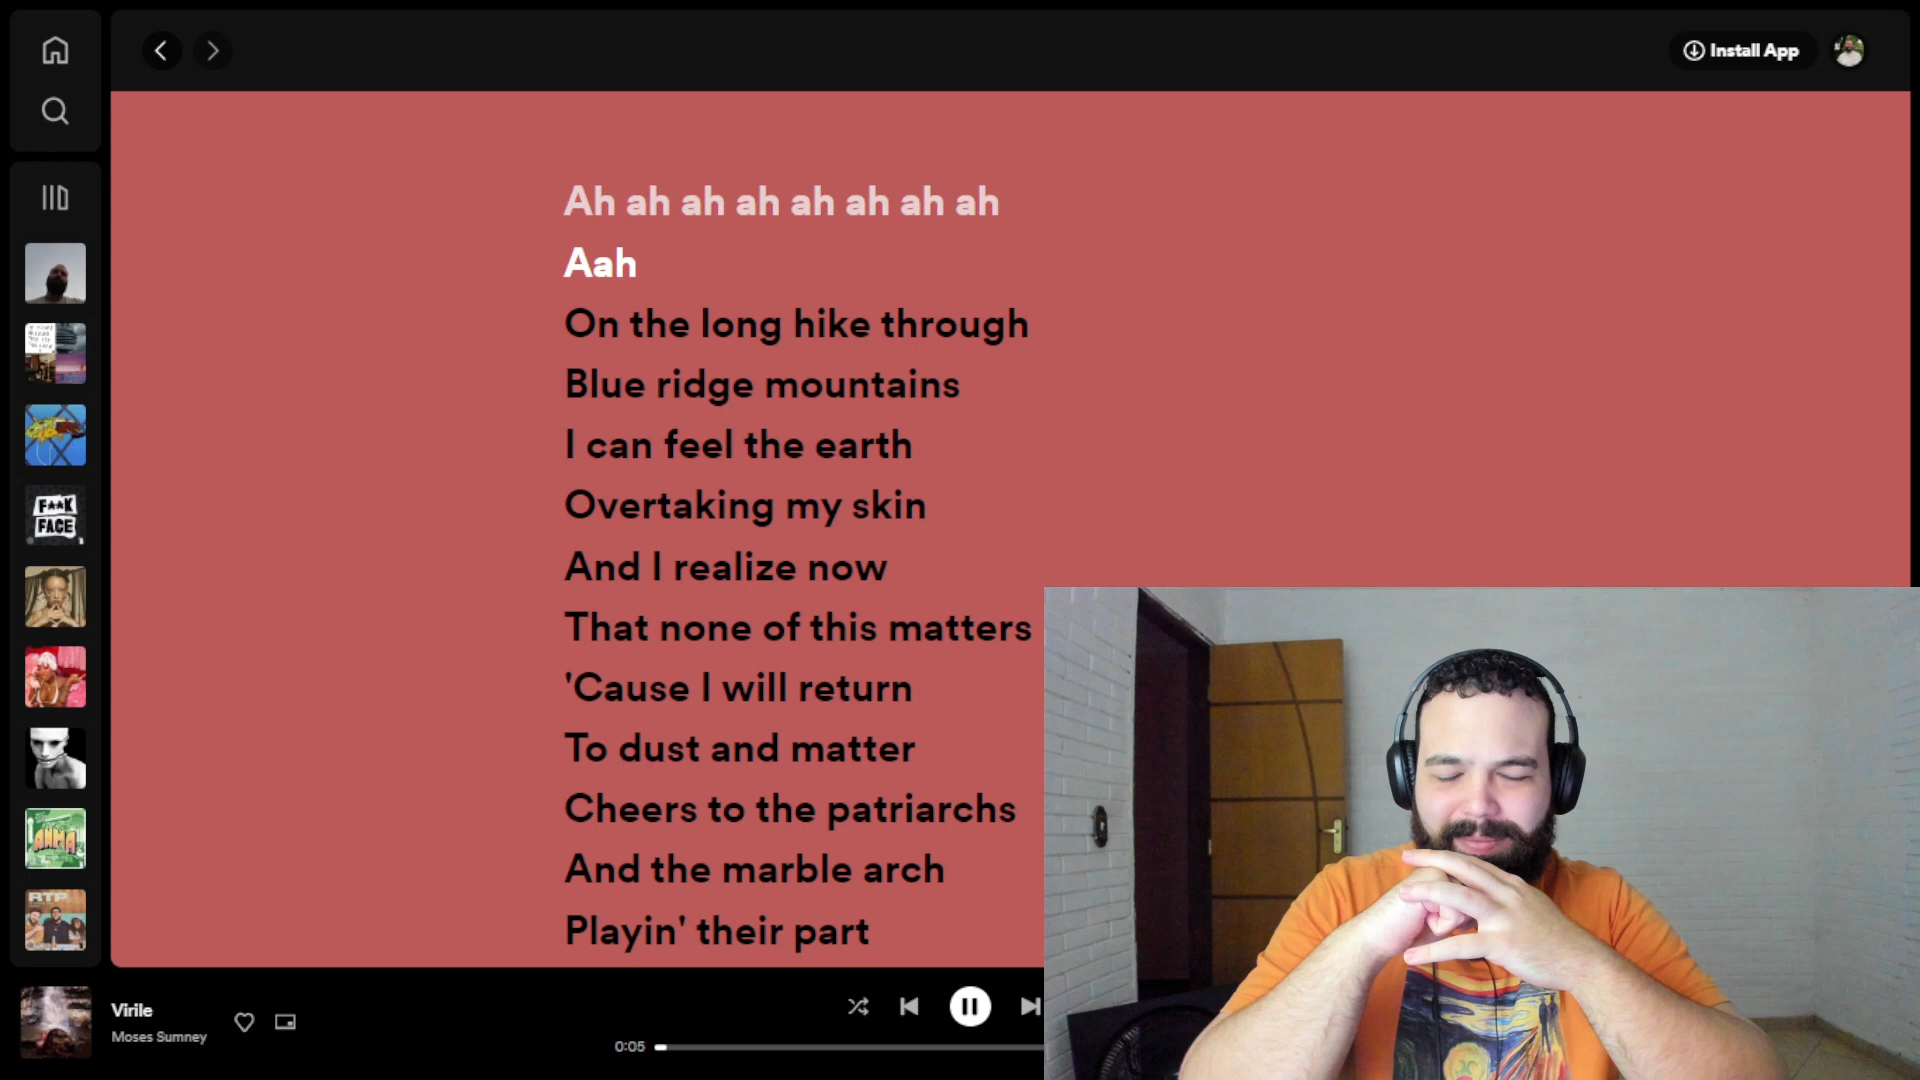 Install App
Ah ah ah ah ah ah ah ah
Aah
On the long hike through
Blue ridge mountains
I can feel the earth
Overtaking my skin
And I realize now
That none of this matters
'Cause I will return
To dust and matter
Cheers to the patriarchs
And the marble arch
Playin' their part
F**K
FACE
ANMA
RTP
Virile
Moses Sumney
0:05